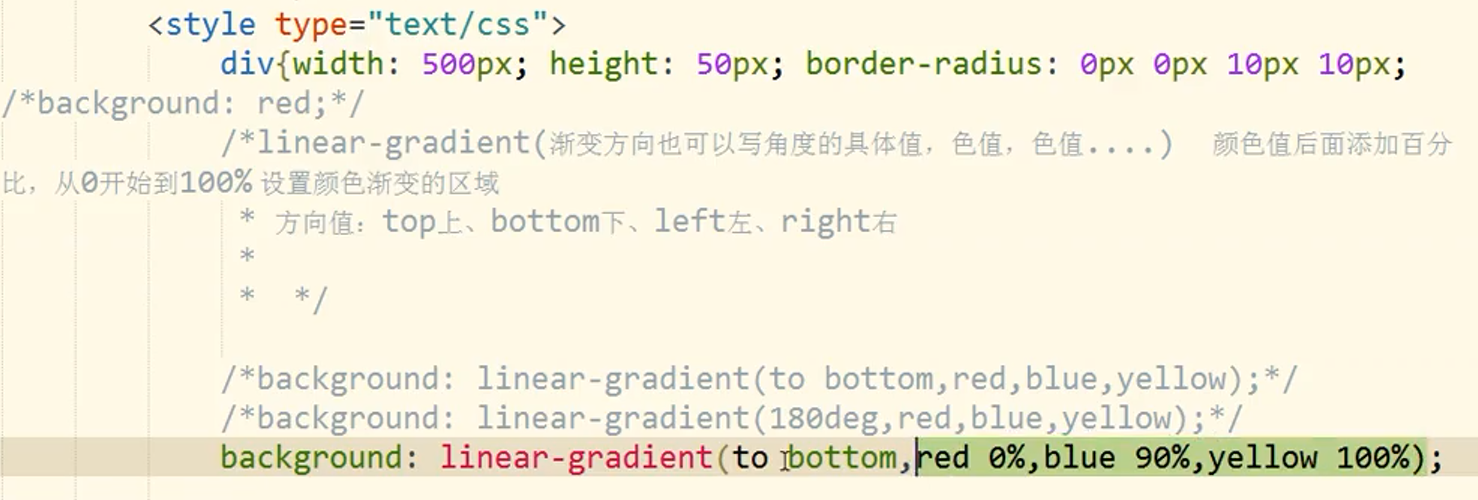 <style type="text/css">
div{width: 500px; height: 50px; border-radius: 0px 0px 10px 10px;
/*background: red;*/
/*linear-gradient(渐变方向也可以写角度的具体值，色值，色值....)  颜色值后面添加百分
比，从0开始到100% 设置颜色渐变的区域
* 方向值：top上、bottom下、left左、right右
*
*  */
/*background: linear-gradient(to bottom,red,blue,yellow);*/
/*background: linear-gradient(180deg,red,blue,yellow);*/
background: linear-gradient(to bottom,red 0%,blue 90%,yellow 100%);